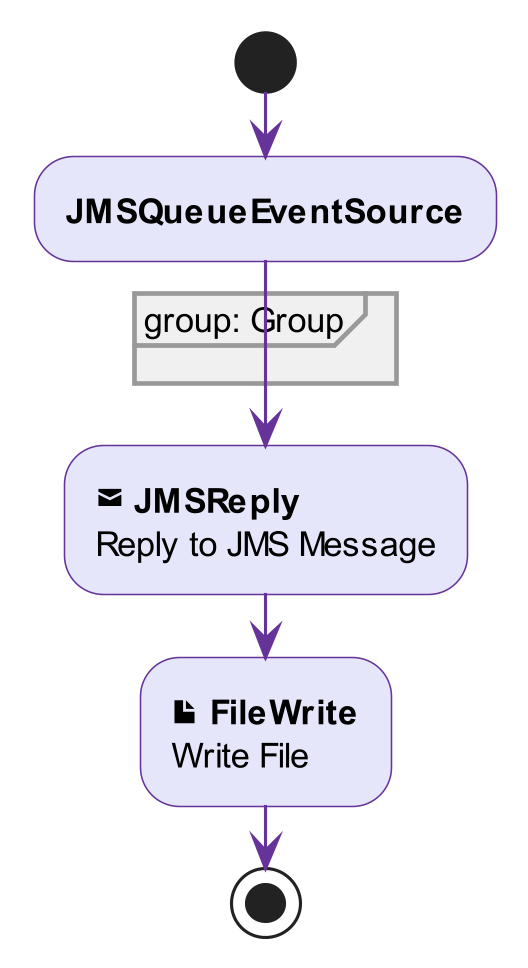 JMSQueueEventSource
group: Group
JMSReply
Reply to JMS Message
FileWrite
Write File